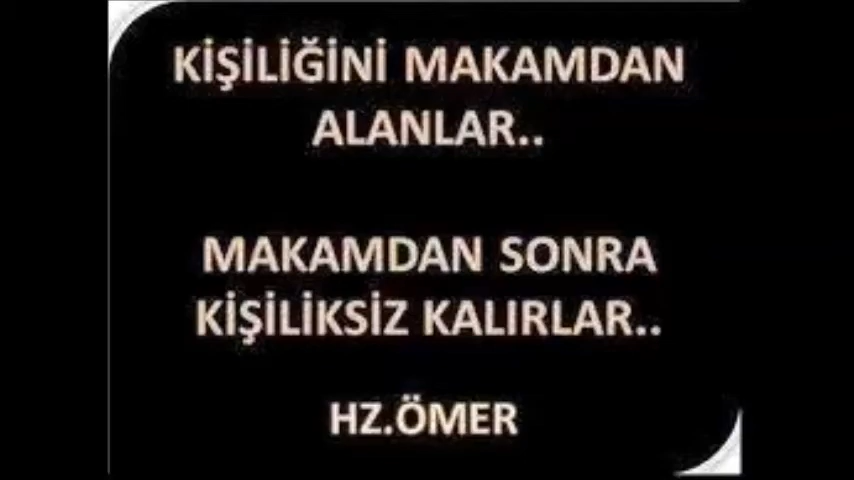 KİŞİLİĞİNİ MAKAMDAN
ALANLAR..
MAKAMDAN SONRA
KİŞİLİKSİZ KALIRLAR..
HZ.ÖMER